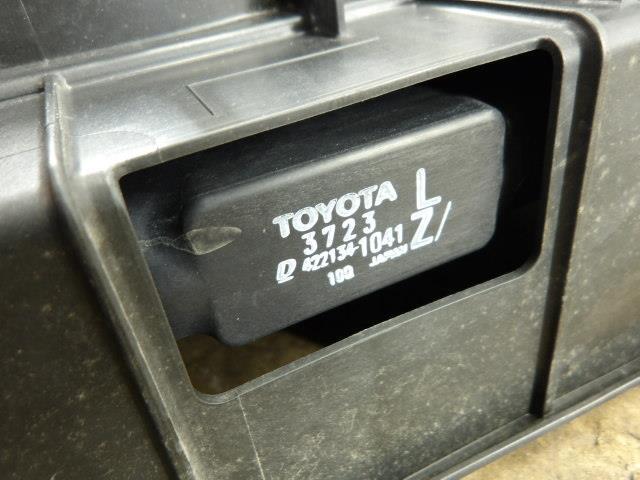 TOYOTA L
3723
422134-1041 Z/
10Q JAPAN